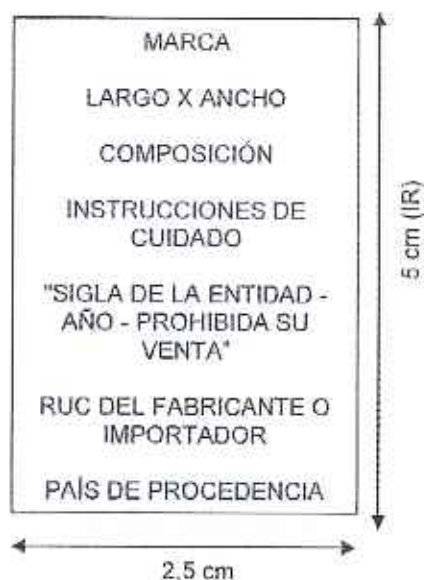 MARCA
LARGO X ANCHO
COMPOSICIÓN
INSTRUCCIONES DE
CUIDADO
"SIGLA DE LA ENTIDAD -
AÑO - PROHIBIDA SU
VENTA"
RUC DEL FABRICANTE O
IMPORTADOR
PAÍS DE PROCEDENCIA
5 cm (IR)
2,5 cm